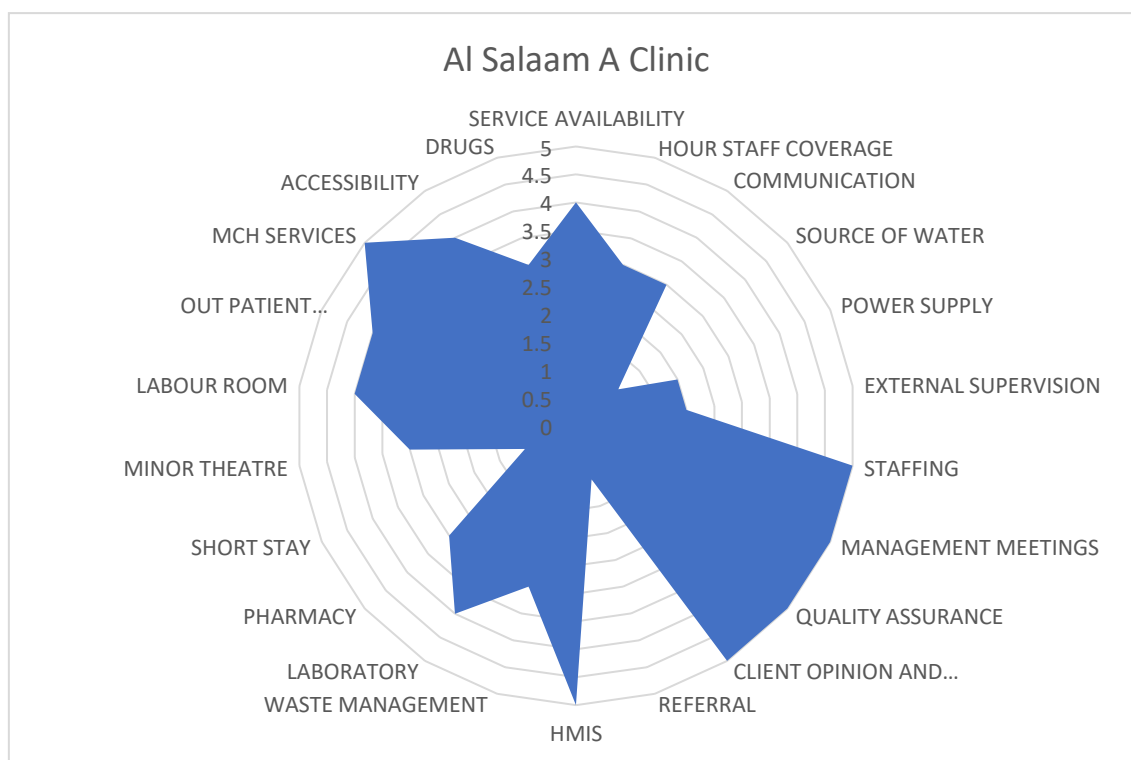 Al Salaam A Clinic
SERVICE AVAILABILITY
HOUR STAFF COVERAGE
COMMUNICATION
SOURCE OF WATER
POWER SUPPLY
EXTERNAL SUPERVISION
STAFFING
MANAGEMENT MEETINGS
QUALITY ASSURANCE
CLIENT OPINION AND...
REFERRAL
HMIS
WASTE MANAGEMENT
LABORATORY
PHARMACY
SHORT STAY
MINOR THEATRE
LABOUR ROOM
OUT PATIENT...
MCH SERVICES
ACCESSIBILITY
DRUGS
5
4.5
4
3.5
3
2.5
2
1.5
1
0.5
0